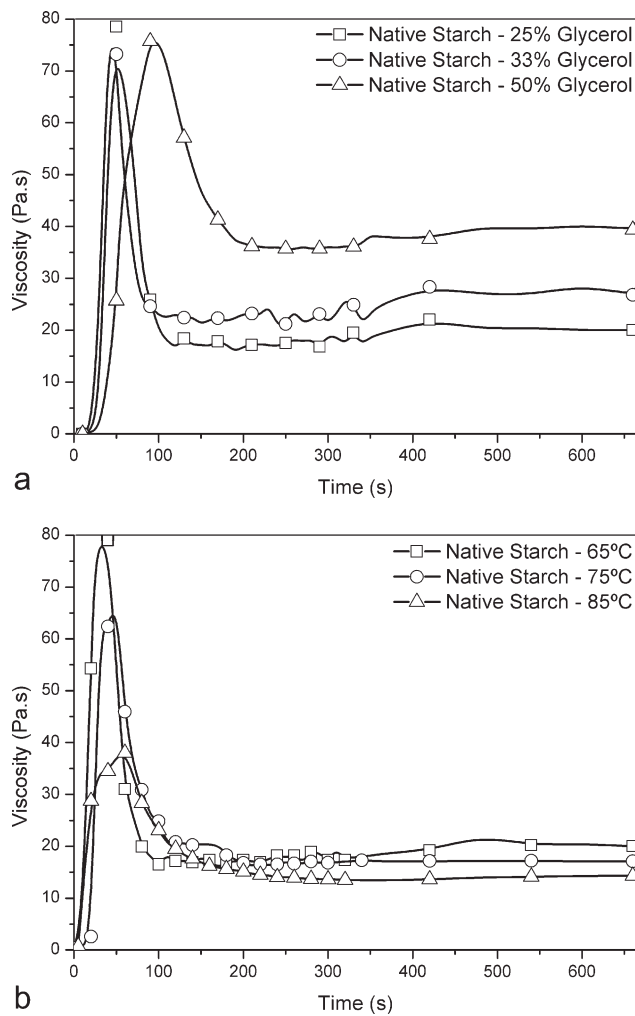 80
70
60
50
40
30
20
10
0
Viscosity (Pa.s)
Native Starch - 25% Glycerol
Native Starch - 33% Glycerol
Native Starch - 50% Glycerol
0 100 200 300 400 500 600
Time (s)
a
80
70
60
50
40
30
20
10
0
Viscosity (Pa.s)
Native Starch - 65ºC
Native Starch - 75ºC
Native Starch - 85ºC
0 100 200 300 400 500 600
Time (s)
b